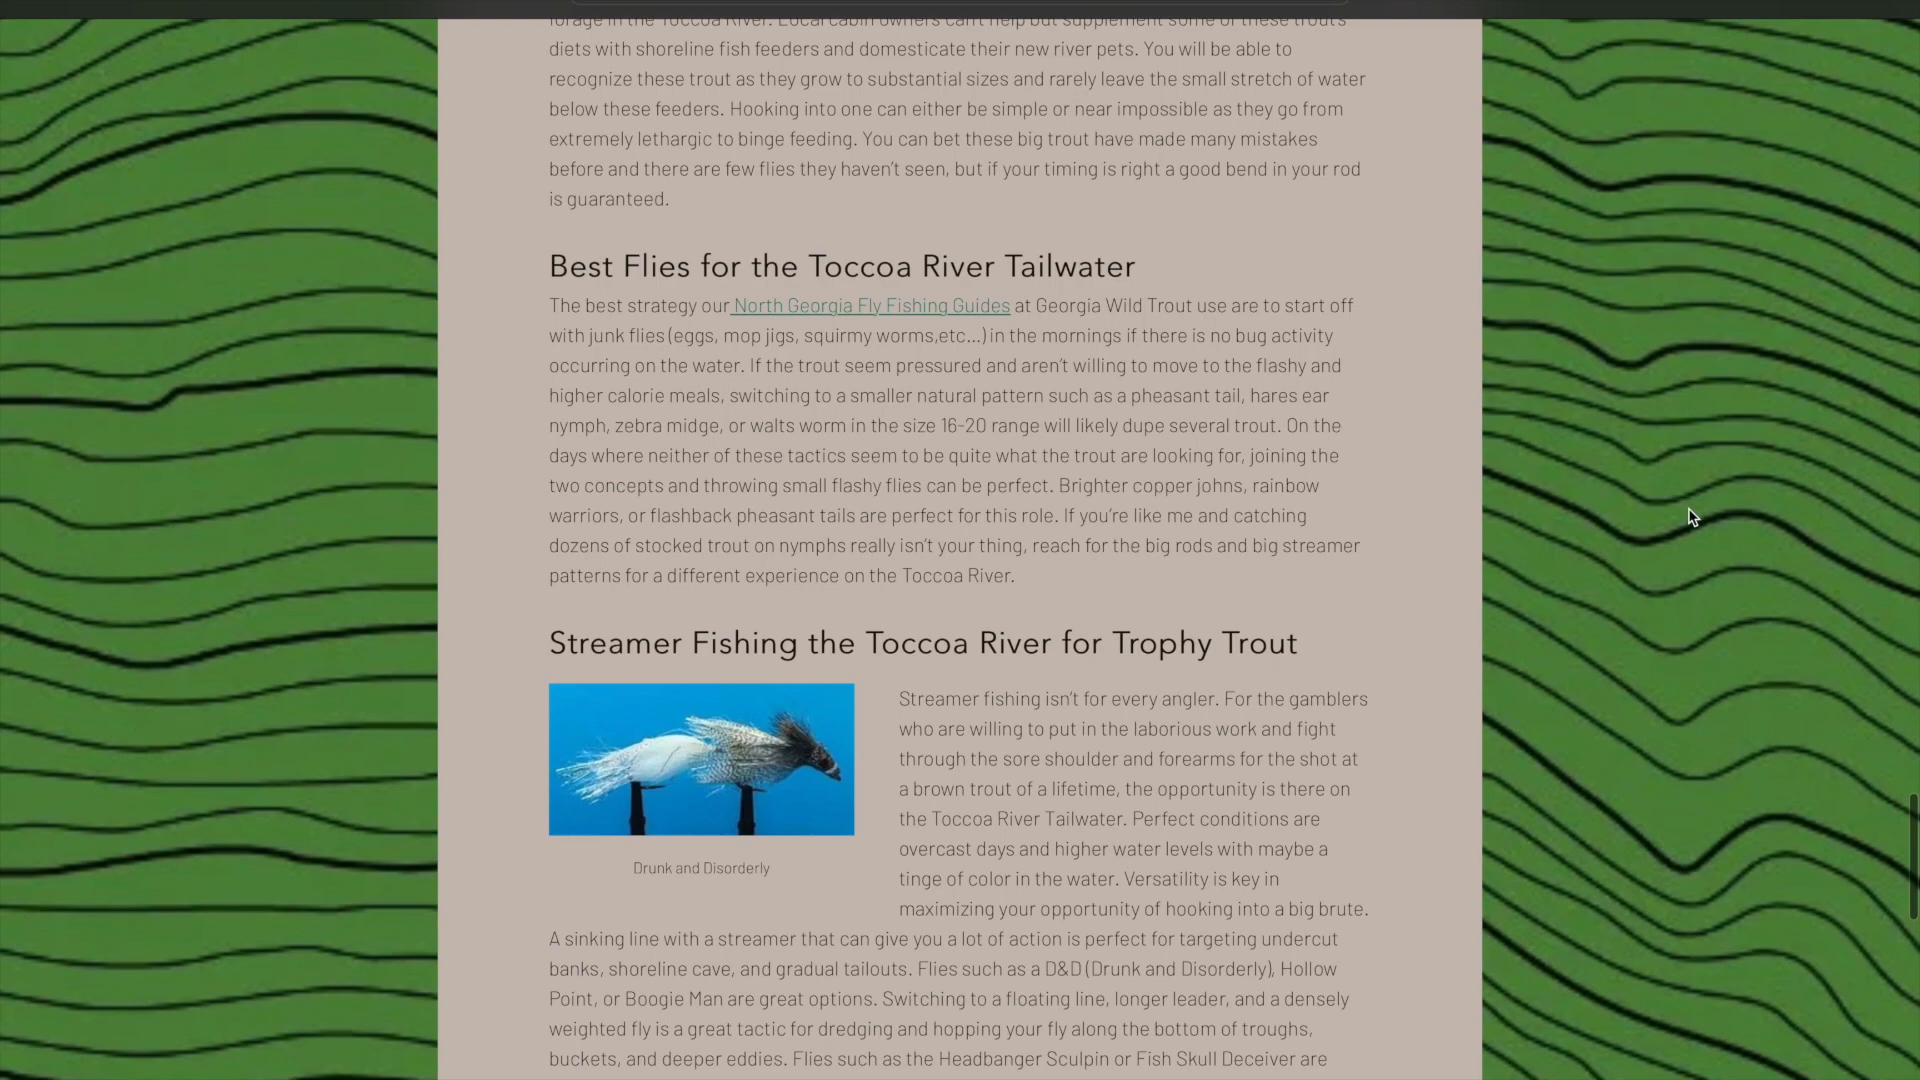 forage in the Toccoa River. Local cabin owners can't help but supplement some of these trout's
diets with shoreline fish feeders and domesticate their new river pets. You will be able to
recognize these trout as they grow to substantial sizes and rarely leave the small stretch of water
below these feeders. Hooking into one can either be simple or near impossible as they go from
extremely lethargic to binge feeding. You can bet these big trout have made many mistakes
before and there are few flies they haven't seen, but if your timing is right a good bend in your rod
is guaranteed.
Best Flies for the Toccoa River Tailwater
The best strategy our North Georgia Fly Fishing Guides at Georgia Wild Trout use are to start off
with junk flies (eggs, mop jigs, squirmy worms,etc...) in the mornings if there is no bug activity
occurring on the water. If the trout seem pressured and aren't willing to move to the flashy and
higher calorie meals, switching to a smaller natural pattern such as a pheasant tail, hares ear
nymph, zebra midge, or walts worm in the size 16-20 range will likely dupe several trout. On the
days where neither of these tactics seem to be quite what the trout are looking for, joining the
two concepts and throwing small flashy flies can be perfect. Brighter copper johns, rainbow
warriors, or flashback pheasant tails are perfect for this role. If you're like me and catching
dozens of stocked trout on nymphs really isn't your thing, reach for the big rods and big streamer
patterns for a different experience on the Toccoa River.
Streamer Fishing the Toccoa River for Trophy Trout
Streamer fishing isn't for every angler. For the gamblers
who are willing to put in the laborious work and fight
through the sore shoulder and forearms for the shot at
a brown trout of a lifetime, the opportunity is there on
the Toccoa River Tailwater. Perfect conditions are
overcast days and higher water levels with maybe a
tinge of color in the water. Versatility is key in
maximizing your opportunity of hooking into a big brute.
Drunk and Disorderly
A sinking line with a streamer that can give you a lot of action is perfect for targeting undercut
banks, shoreline cave, and gradual tailouts. Flies such as a D&D (Drunk and Disorderly), Hollow
Point, or Boogie Man are great options. Switching to a floating line, longer leader, and a densely
weighted fly is a great tactic for dredging and hopping your fly along the bottom of troughs,
buckets, and deeper eddies. Flies such as the Headbanger Sculpin or Fish Skull Deceiver are